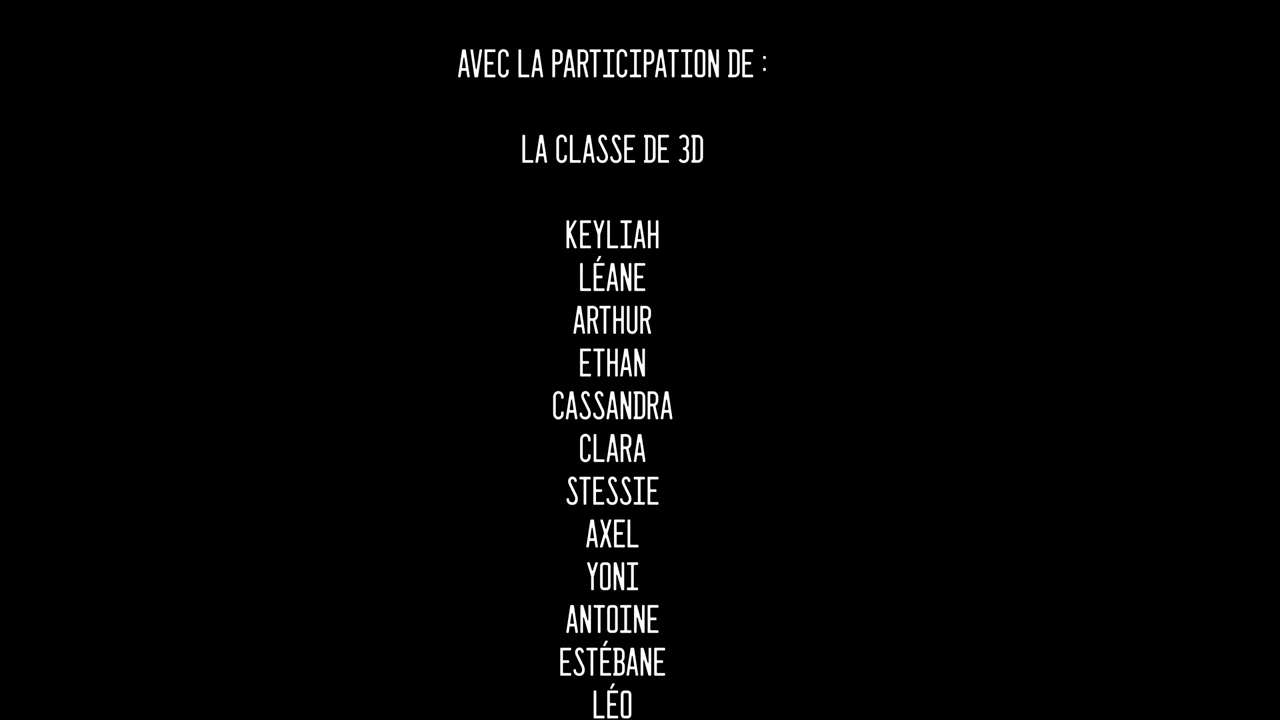 AVEC LA PARTICIPATION DE :
LA CLASSE DE 3D
KEYLIAH
LÉANE
ARTHUR
ETHAN
CASSANDRA
CLARA
STESSIE
AXEL
YONI
ANTOINE
ESTÉBANE
LÉO